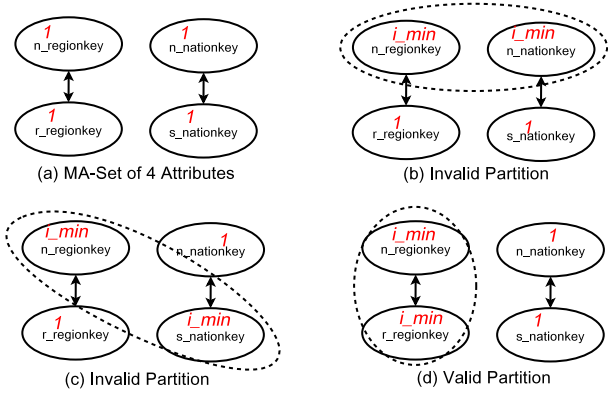 1
n_regionkey
1
n_nationkey
1
r_regionkey
1
s_nationkey
(a) MA-Set of 4 Attributes
i_min
n_regionkey
i_min
n_nationkey
1
r_regionkey
1
s_nationkey
(b) Invalid Partition
i_min
n_regionkey
1
n_nationkey
1
r_regionkey
i_min
s_nationkey
(c) Invalid Partition
i_min
n_regionkey
1
n_nationkey
i_min
r_regionkey
1
s_nationkey
(d) Valid Partition